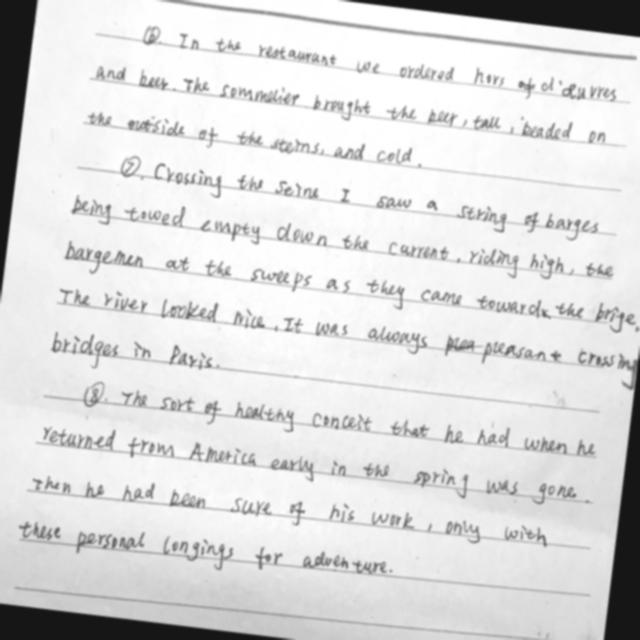 ⑥. In the restaurant we ordered hors of d'œuvres
and beer. The sommelier brought the beer, tall, beaded on
the outside of the steins, and cold.
⑦. Crossing the Seine I saw a string of barges
being towed empty down the current, riding high, the
bargemen at the sweeps as they came towards the brige.
The river looked nice. It was always pleasant crossing
bridges in Paris.
⑧. The sort of healthy conceit that he had when he
returned from America early in the spring was gone.
Then he had been sure of his work, only with
these personal longings for adventure.